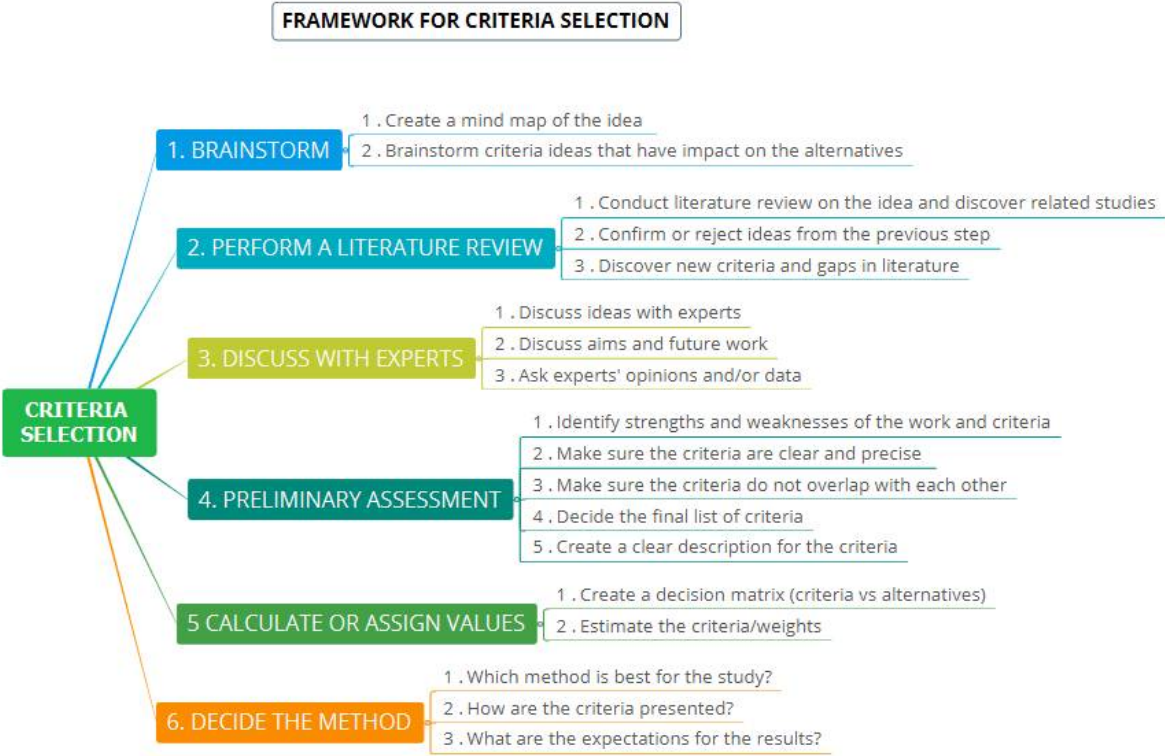 FRAMEWORK FOR CRITERIA SELECTION
1. BRAINSTORM
1 . Create a mind map of the idea
2 . Brainstorm criteria ideas that have impact on the alternatives
2. PERFORM A LITERATURE REVIEW
1 . Conduct literature review on the idea and discover related studies
2 . Confirm or reject ideas from the previous step
3 . Discover new criteria and gaps in literature
3. DISCUSS WITH EXPERTS
1 . Discuss ideas with experts
2 . Discuss aims and future work
3 . Ask experts' opinions and/or data
CRITERIA
SELECTION
4. PRELIMINARY ASSESSMENT
1 . Identify strengths and weaknesses of the work and criteria
2 . Make sure the criteria are clear and precise
3 . Make sure the criteria do not overlap with each other
4 . Decide the final list of criteria
5 . Create a clear description for the criteria
5 CALCULATE OR ASSIGN VALUES
1 . Create a decision matrix (criteria vs alternatives)
2 . Estimate the criteria/weights
6. DECIDE THE METHOD
1 . Which method is best for the study?
2 . How are the criteria presented?
3 . What are the expectations for the results?